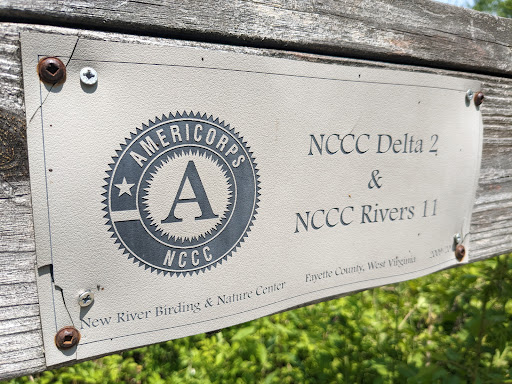 AMERICORPS
A
NCCC
NCCC Delta 2
&
NCCC Rivers 11
New River Birding & Nature Center Fayette County, West Virginia